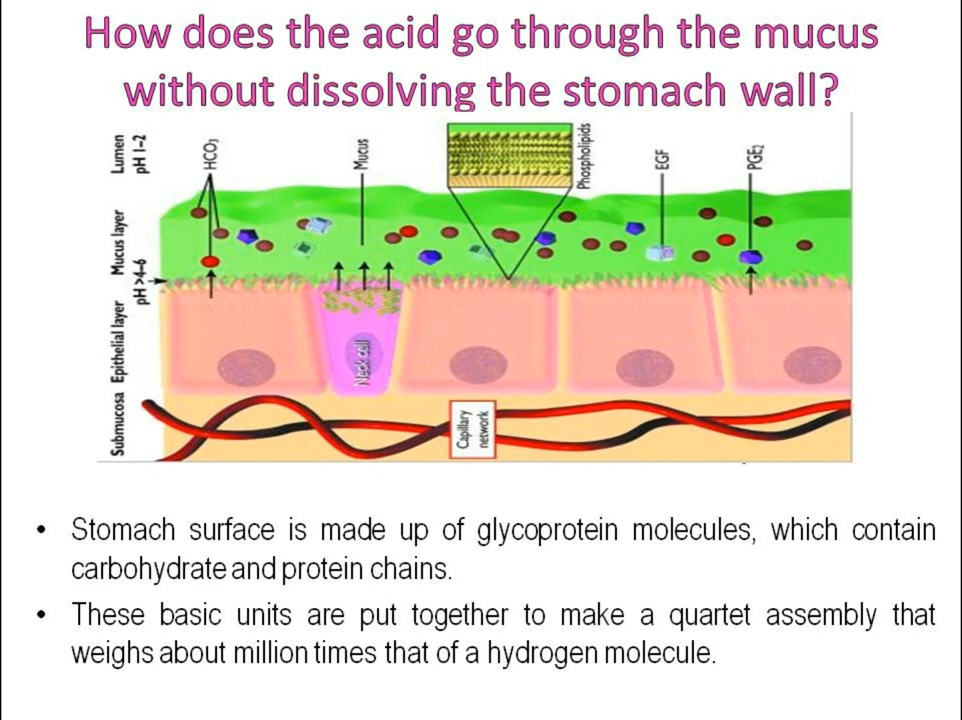 How does the acid go through the mucus
without dissolving the stomach wall?
Lumen
pH 1–2
HCO₃
Mucus
Phospholipids
EGF
PGE₂
Mucus layer
pH >4–6
Epithelial layer
Neck cell
Submucosa
Capillary
network
• Stomach surface is made up of glycoprotein molecules, which contain
carbohydrate and protein chains.
• These basic units are put together to make a quartet assembly that
weighs about million times that of a hydrogen molecule.